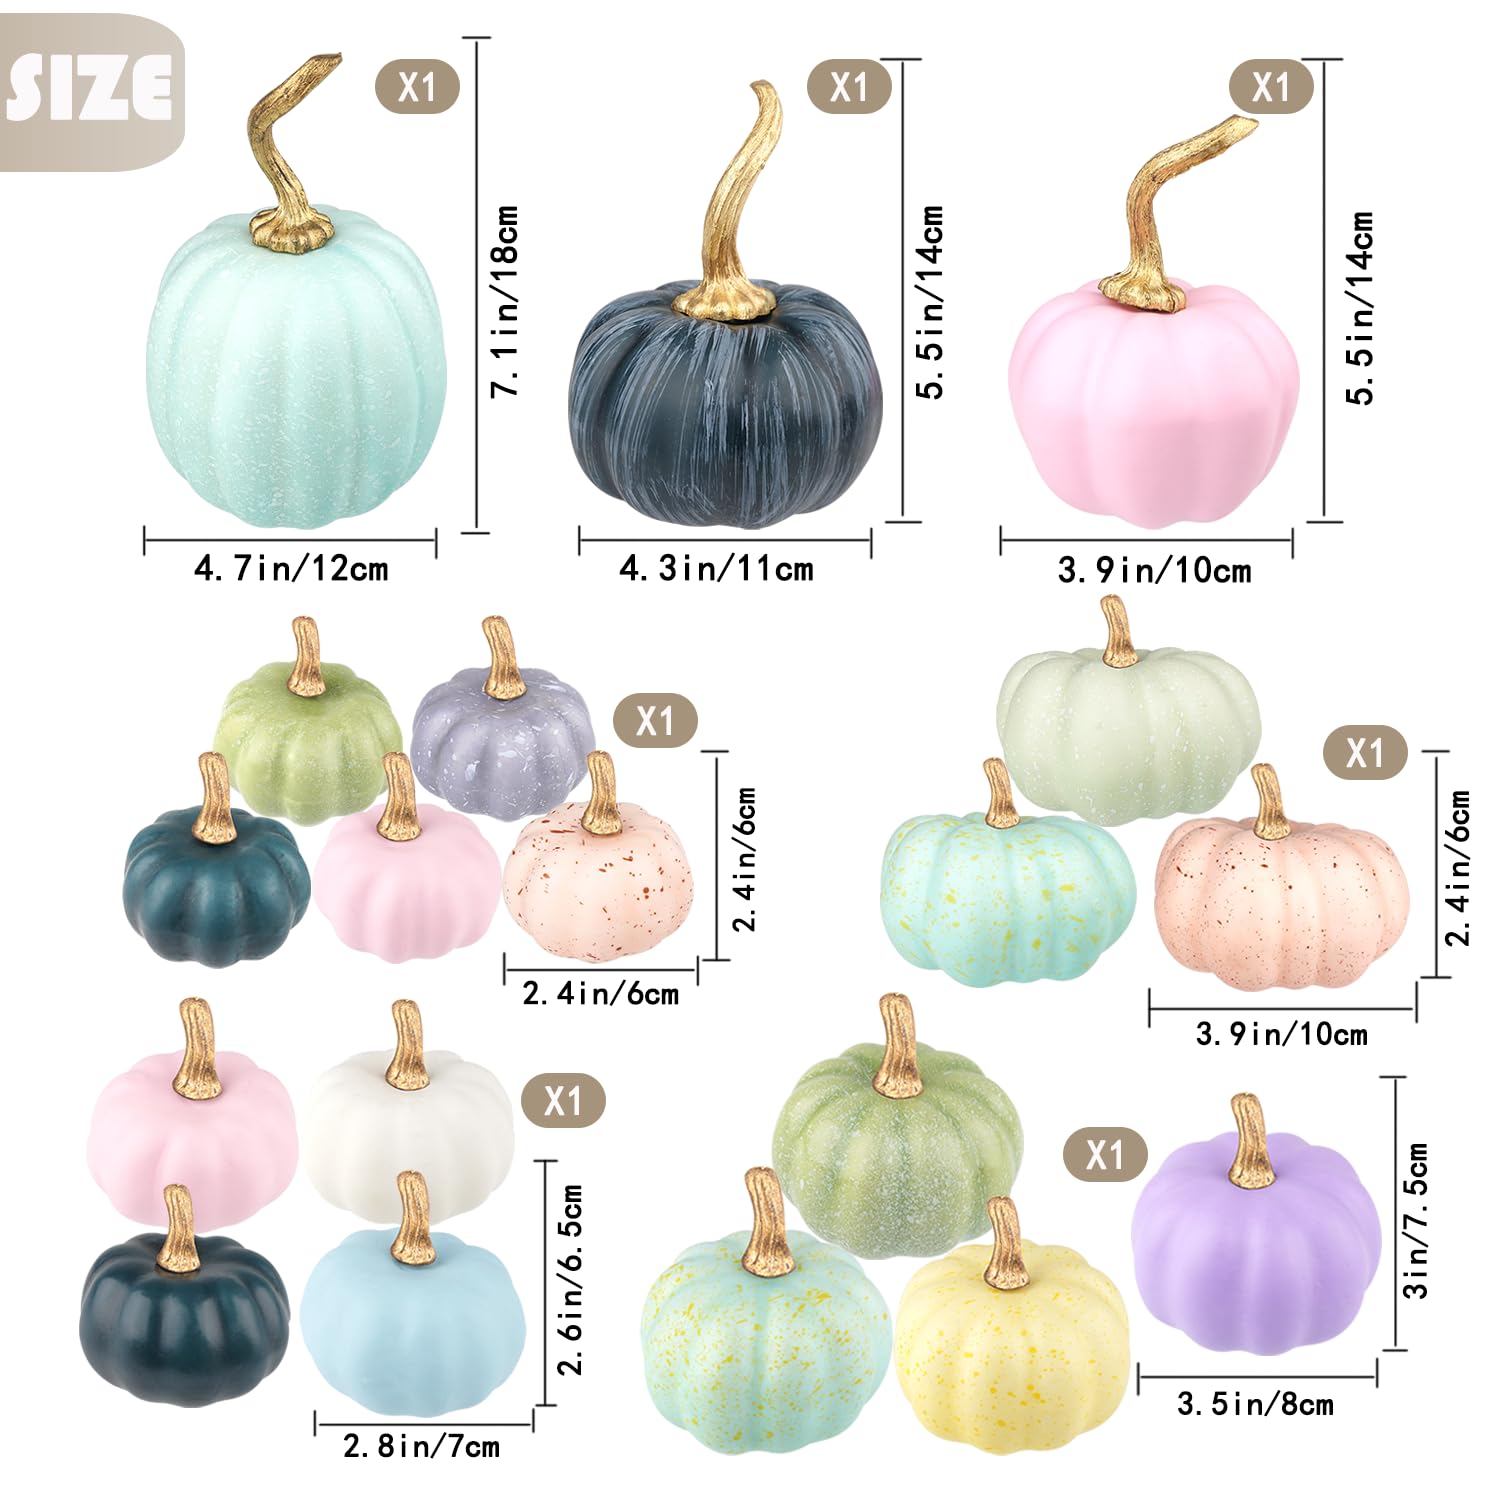 SIZE
X1
7.1in/18cm
4.7in/12cm
X1
5.5in/14cm
4.3in/11cm
X1
5.5in/14cm
3.9in/10cm
X1
2.4in/6cm
2.4in/6cm
X1
2.4in/6cm
3.9in/10cm
X1
2.6in/6.5cm
2.8in/7cm
X1
3in/7.5cm
3.5in/8cm